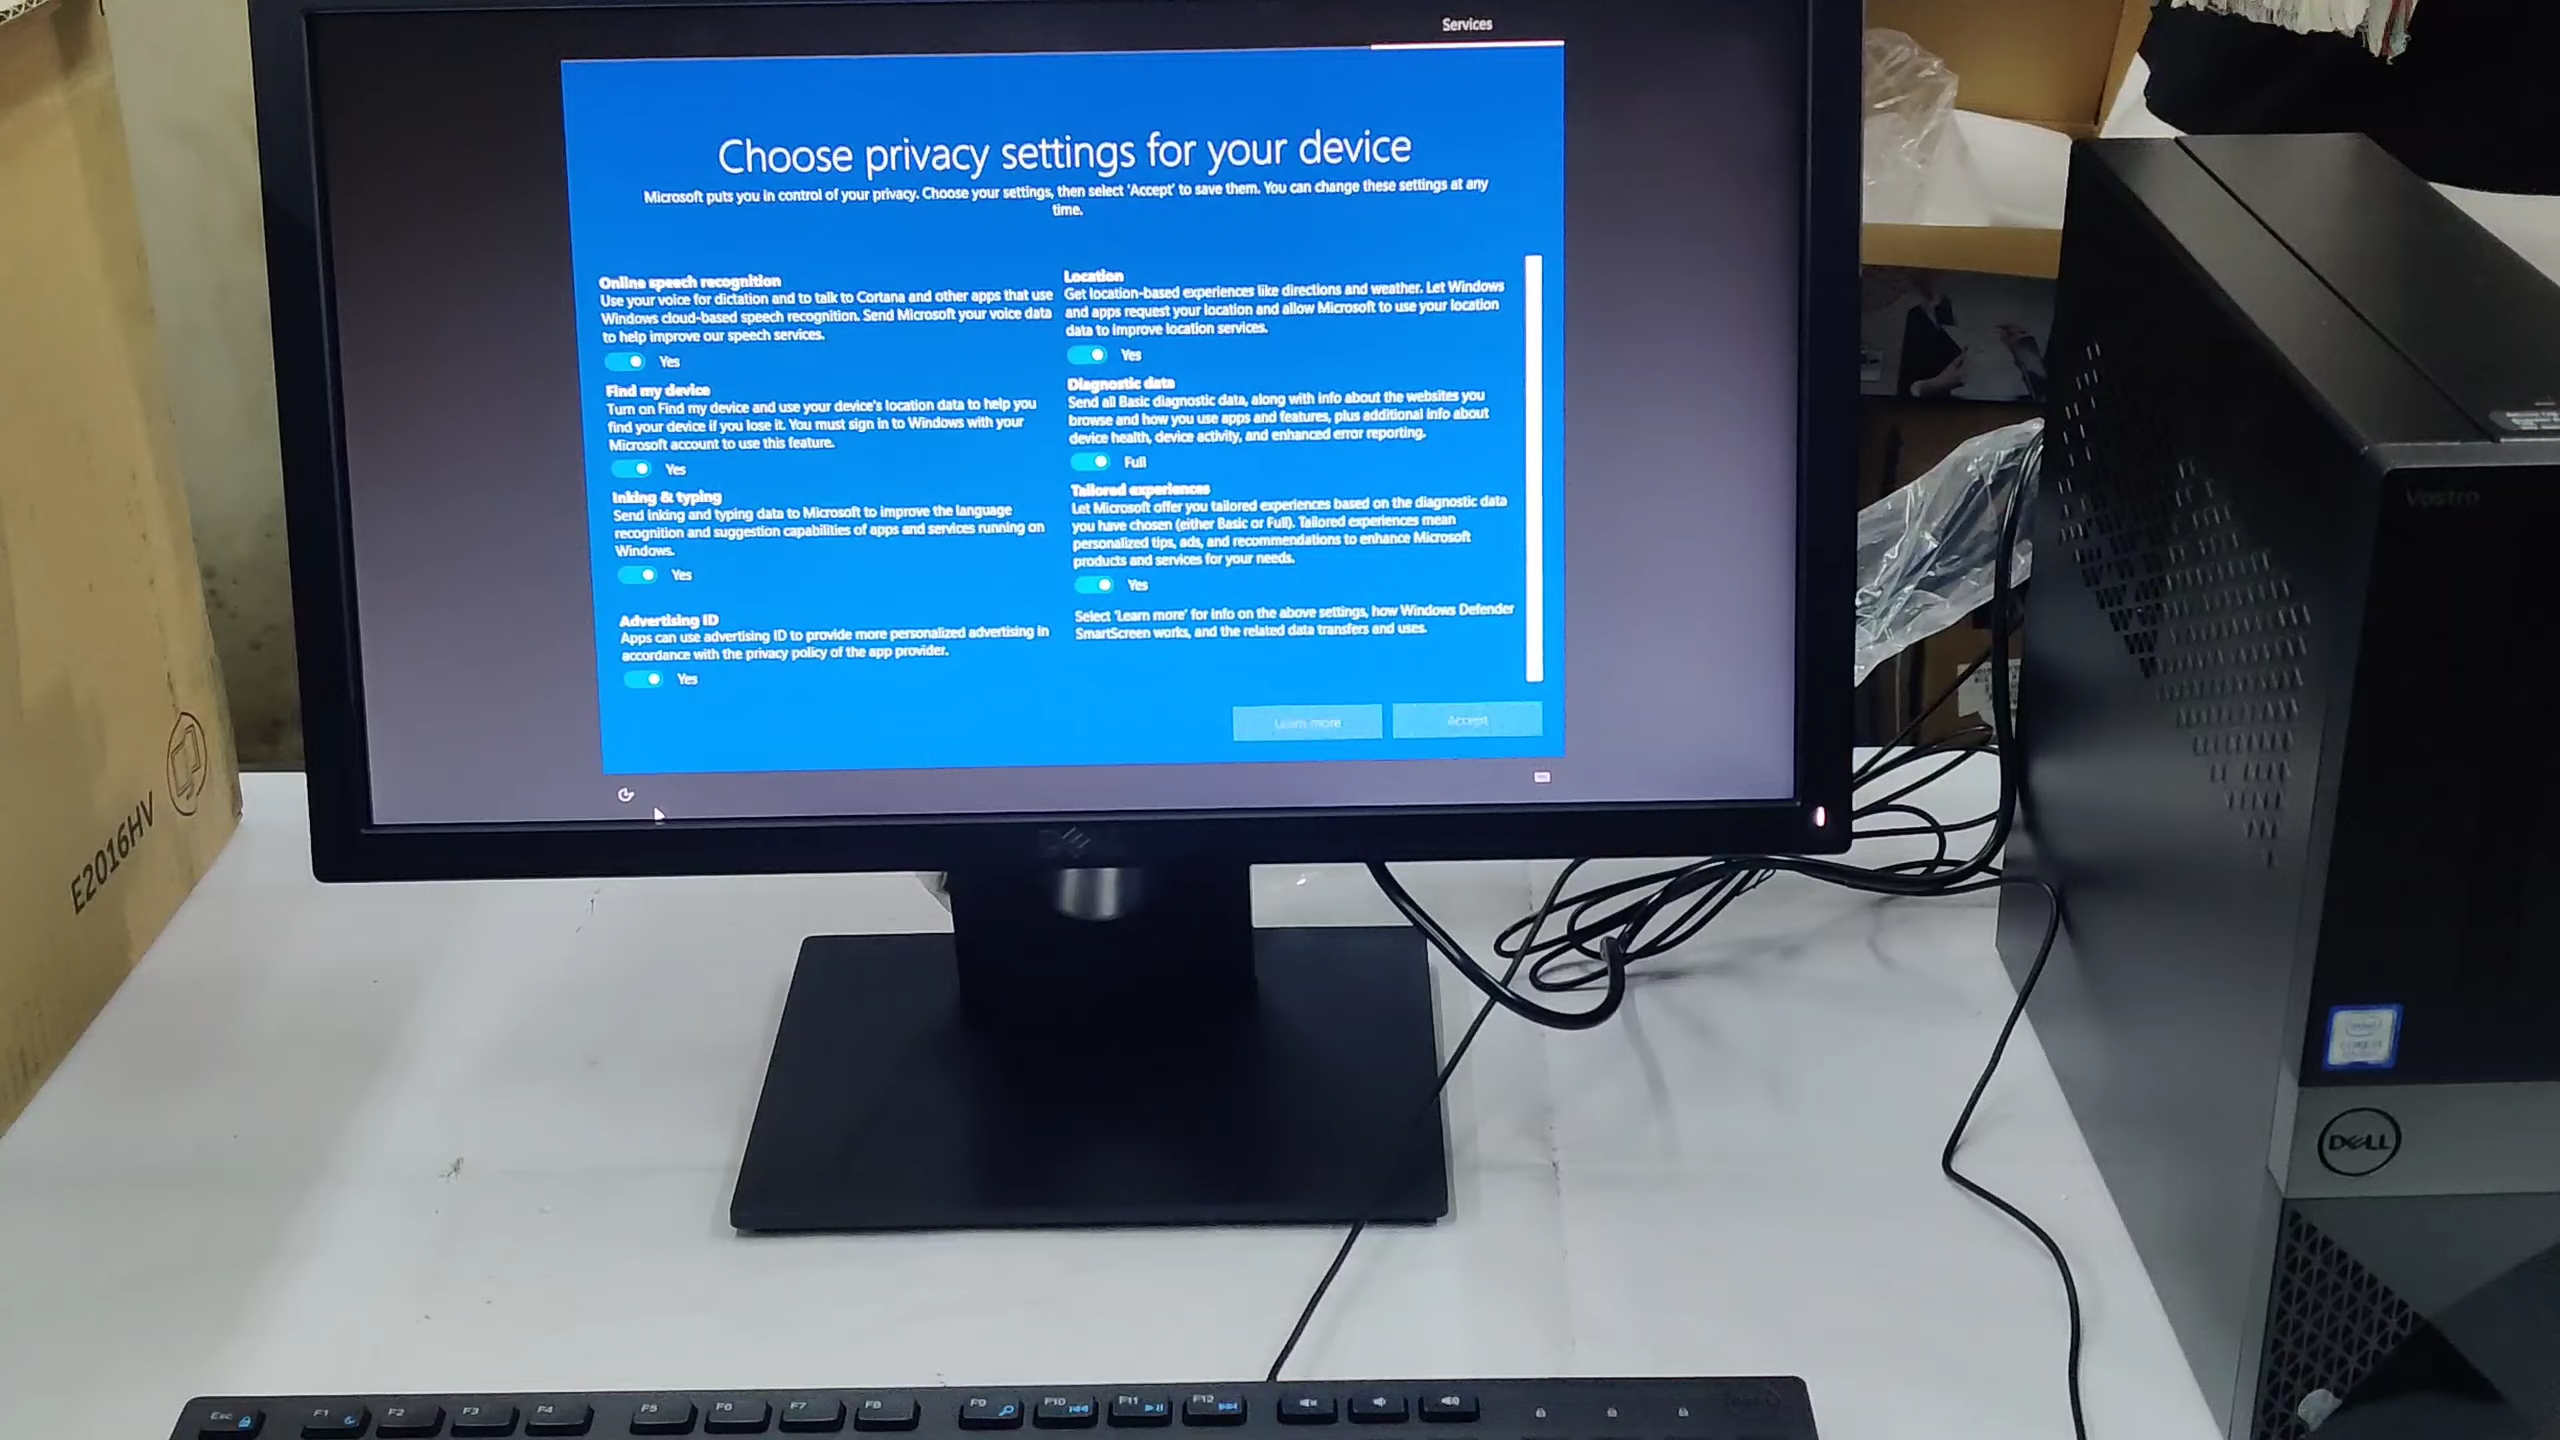 Services
Choose privacy settings for your device
Microsoft puts you in control of your privacy. Choose your settings, then select 'Accept' to save them. You can change these settings at any
time.
Online speech recognition
Use your voice for dictation and to talk to Cortana and other apps that use
Windows cloud-based speech recognition. Send Microsoft your voice data
to help improve our speech services.
Yes
Find my device
Turn on Find my device and use your device's location data to help you
find your device if you lose it. You must sign in to Windows with your
Microsoft account to use this feature.
Yes
Inking & typing
Send inking and typing data to Microsoft to improve the language
recognition and suggestion capabilities of apps and services running on
Windows.
Yes
Advertising ID
Apps can use advertising ID to provide more personalized advertising in
accordance with the privacy policy of the app provider.
Yes
Location
Get location-based experiences like directions and weather. Let Windows
and apps request your location and allow Microsoft to use your location
data to improve location services.
Yes
Diagnostic data
Send all Basic diagnostic data, along with info about the websites you
browse and how you use apps and features, plus additional info about
device health, device activity, and enhanced error reporting.
Full
Tailored experiences
Let Microsoft offer you tailored experiences based on the diagnostic data
you have chosen (either Basic or Full). Tailored experiences mean
personalized tips, ads, and recommendations to enhance Microsoft
products and services for your needs.
Yes
Select 'Learn more' for info on the above settings, how Windows Defender
SmartScreen works, and the related data transfers and uses.
Learn more
Accept
E2016HV
Vostro
DELL
Esc F1 F2 F3 F4 F5 F6 F7 F8 F9 F10 F11 F12